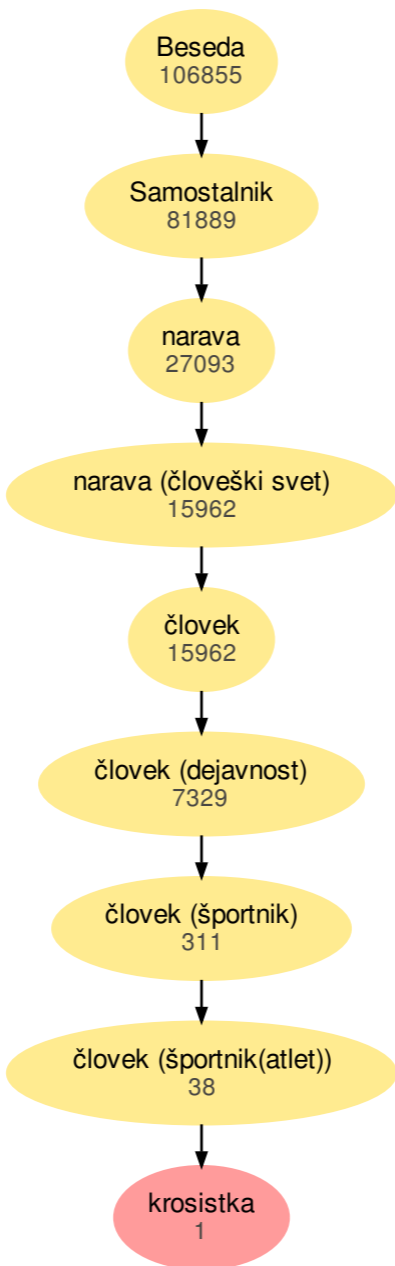 Beseda
106855
Samostalnik
81889
narava
27093
narava (človeški svet)
15962
človek
15962
človek (dejavnost)
7329
človek (športnik)
311
človek (športnik(atlet))
38
krosistka
1